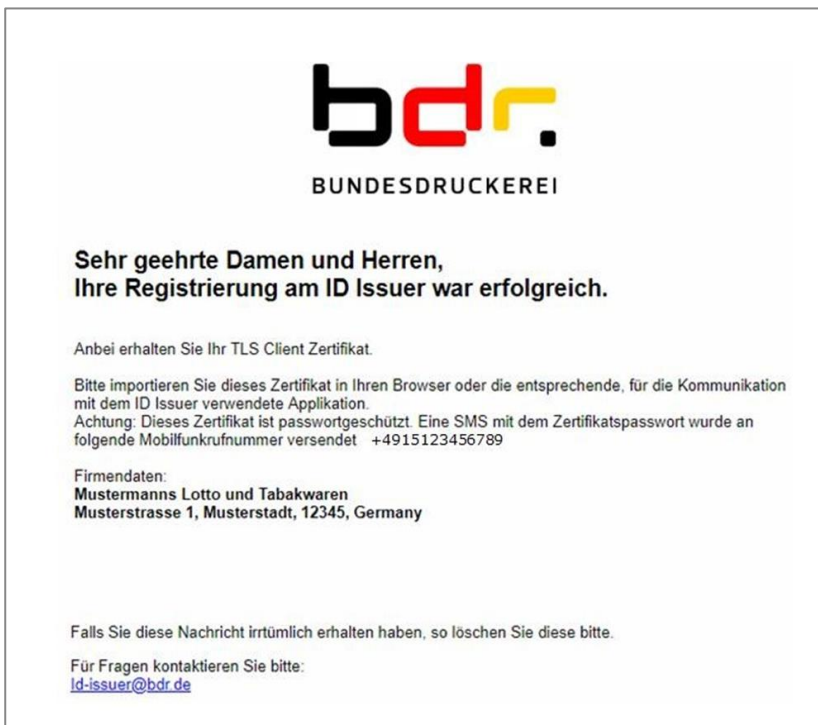 bdr.
BUNDESDRUCKEREI
Sehr geehrte Damen und Herren,
Ihre Registrierung am ID Issuer war erfolgreich.
Anbei erhalten Sie Ihr TLS Client Zertifikat.
Bitte importieren Sie dieses Zertifikat in Ihren Browser oder die entsprechende, für die Kommunikation
mit dem ID Issuer verwendete Applikation.
Achtung: Dieses Zertifikat ist passwortgeschützt. Eine SMS mit dem Zertifikatspasswort wurde an
folgende Mobilfunkrufnummer versendet +4915123456789
Firmendaten:
Mustermanns Lotto und Tabakwaren
Musterstrasse 1, Musterstadt, 12345, Germany
Falls Sie diese Nachricht irrtümlich erhalten haben, so löschen Sie diese bitte.
Für Fragen kontaktieren Sie bitte:
Id-issuer@bdr.de